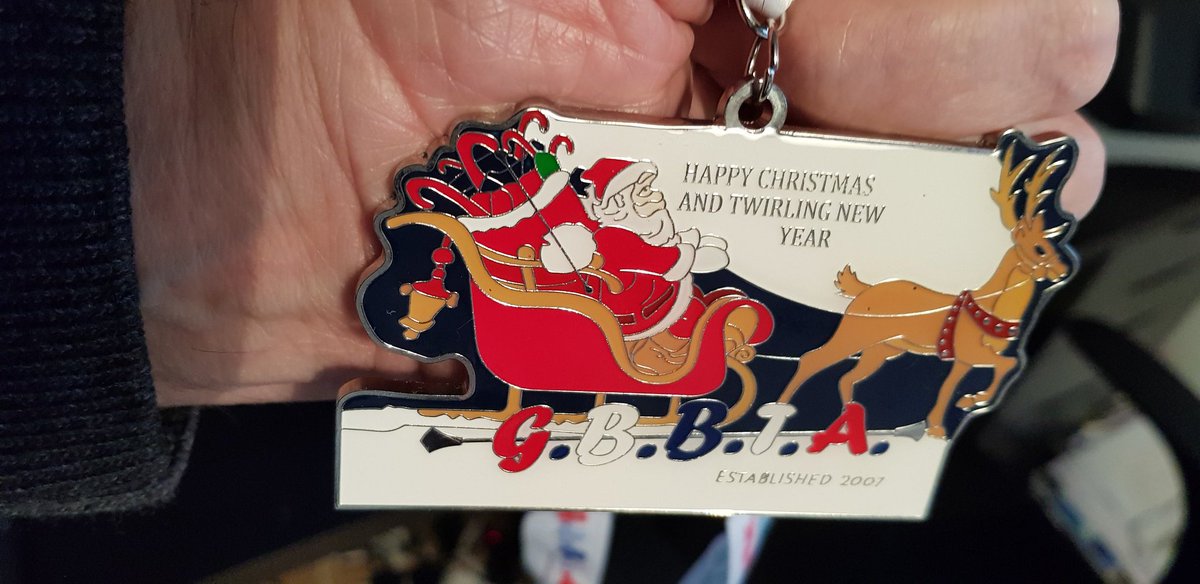 HAPPY CHRISTMAS
AND TWIRLING NEW
YEAR
G.B.B.T.A.
ESTABLISHED 2007